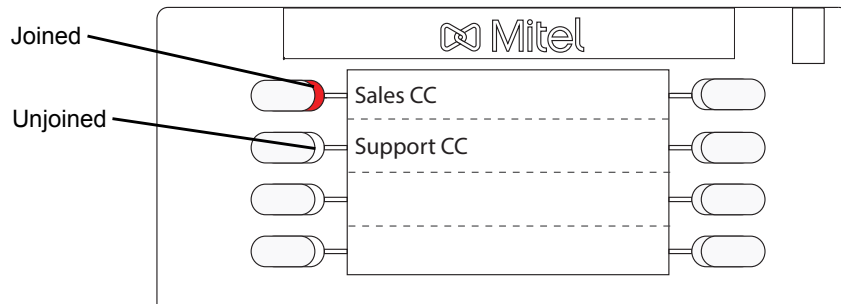 Mitel
Joined
Sales CC
Unjoined
Support CC